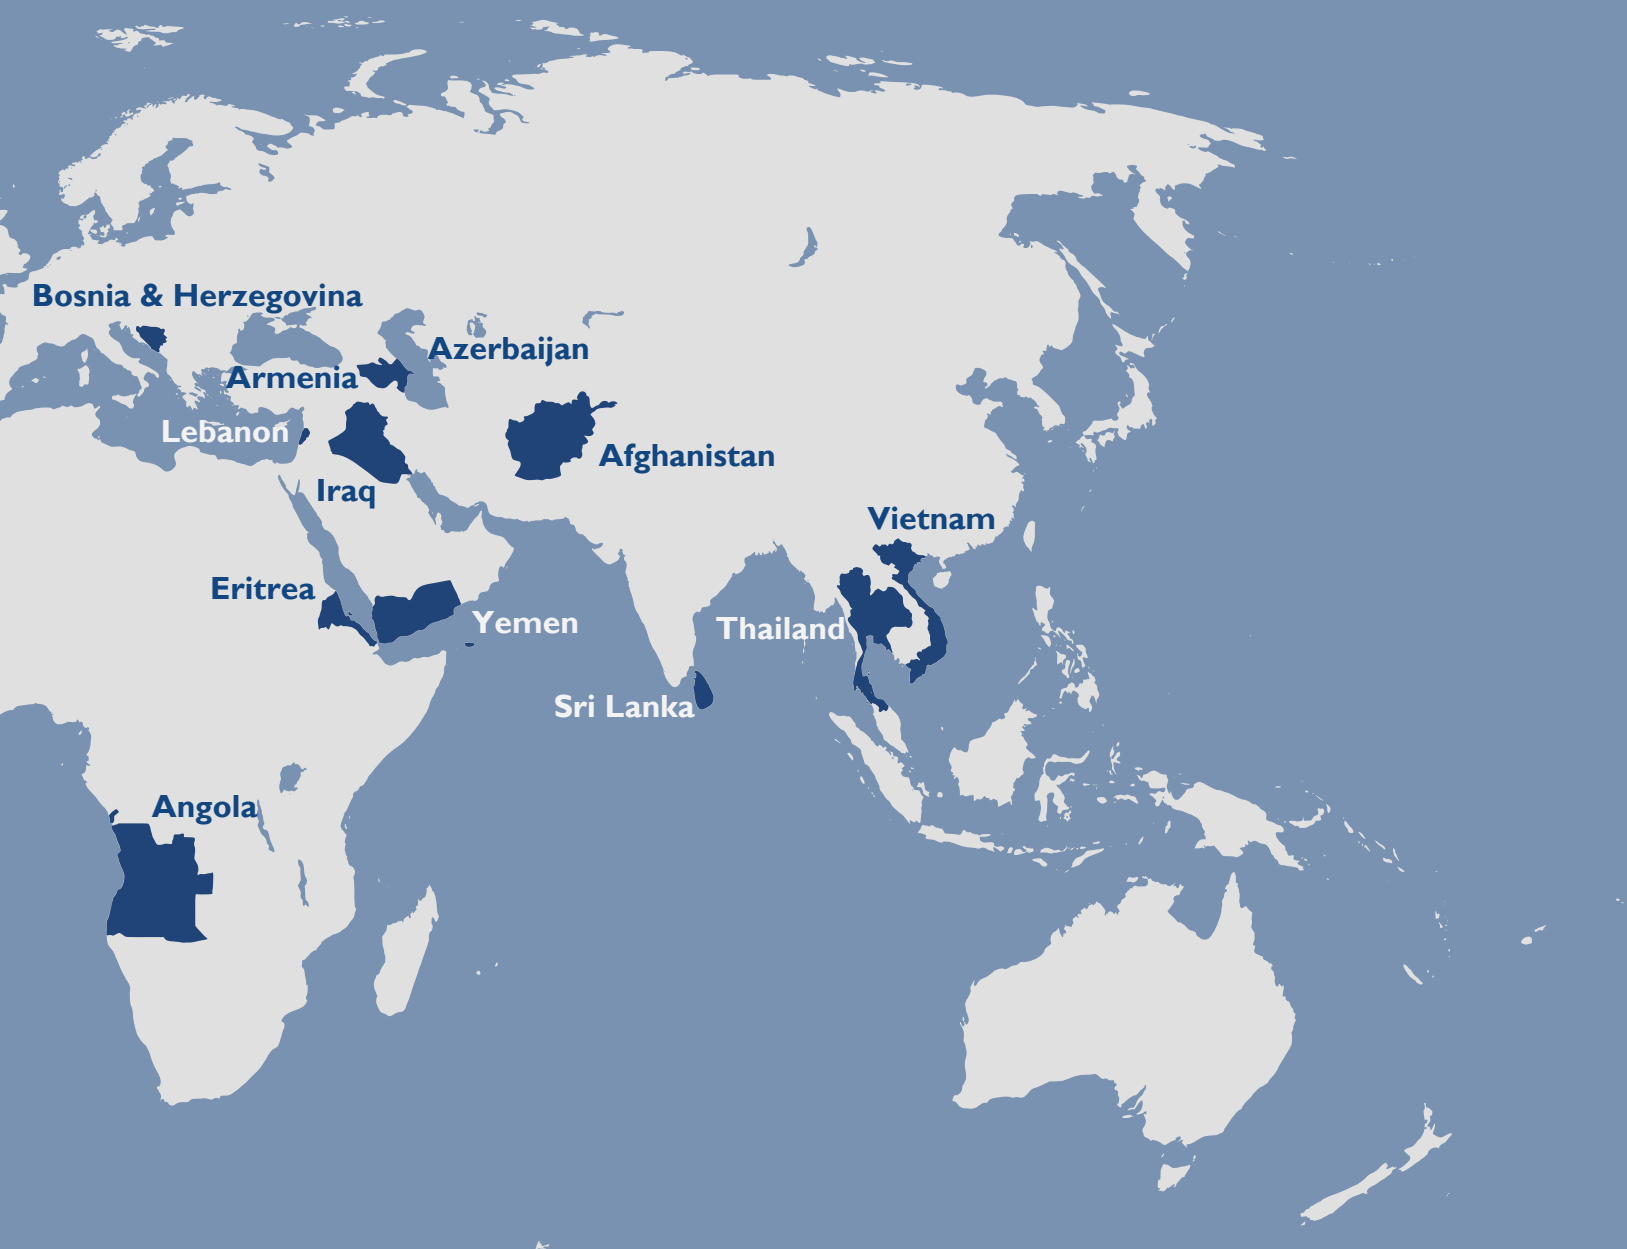 Bosnia & Herzegovina
Azerbaijan
Armenia
Lebanon
Afghanistan
Iraq
Vietnam
Eritrea
Yemen
Thailand
Sri Lanka
Angola